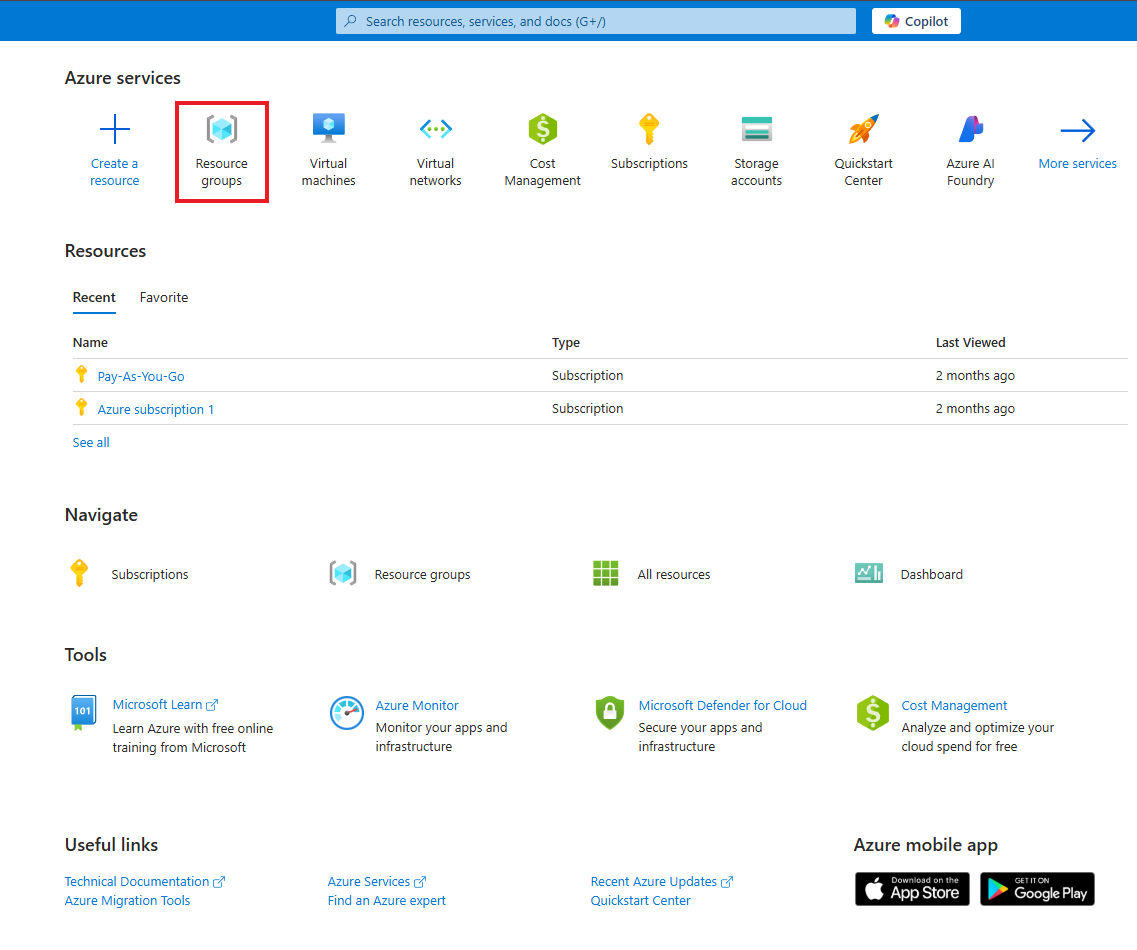 Search resources, services, and docs (G+/)
Copilot
Azure services
Create a
resource
Resource
groups
Virtual
machines
Virtual
networks
Cost
Management
Subscriptions
Storage
accounts
Quickstart
Center
Azure AI
Foundry
More services
Resources
Recent Favorite
Name Type Last Viewed
Pay-As-You-Go Subscription 2 months ago
Azure subscription 1 Subscription 2 months ago
See all
Navigate
Subscriptions Resource groups All resources Dashboard
Tools
101
Microsoft Learn
Learn Azure with free online
training from Microsoft
Azure Monitor
Monitor your apps and
infrastructure
Microsoft Defender for Cloud
Secure your apps and
infrastructure
Cost Management
Analyze and optimize your
cloud spend for free
Useful links
Technical Documentation
Azure Migration Tools
Azure Services
Find an Azure expert
Recent Azure Updates
Quickstart Center
Azure mobile app
Download on the
App Store
GET IT ON
Google Play